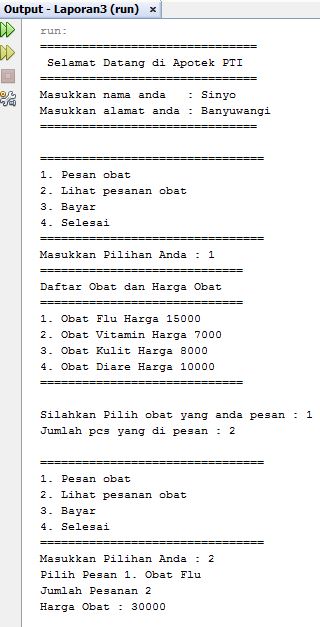 Output - Laporan3 (run) ×
run:
==================================
Selamat Datang di Apotek PTI
==================================
Masukkan nama anda   : Sinyo
Masukkan alamat anda : Banyuwangi
==================================
===================================
1. Pesan obat
2. Lihat pesanan obat
3. Bayar
4. Selesai
===================================
Masukkan Pilihan Anda : 1
================================
Daftar Obat dan Harga Obat
================================
1. Obat Flu Harga 15000
2. Obat Vitamin Harga 7000
3. Obat Kulit Harga 8000
4. Obat Diare Harga 10000
================================
Silahkan Pilih obat yang anda pesan : 1
Jumlah pcs yang di pesan : 2
===================================
1. Pesan obat
2. Lihat pesanan obat
3. Bayar
4. Selesai
===================================
Masukkan Pilihan Anda : 2
Pilih Pesan 1. Obat Flu
Jumlah Pesanan 2
Harga Obat : 30000